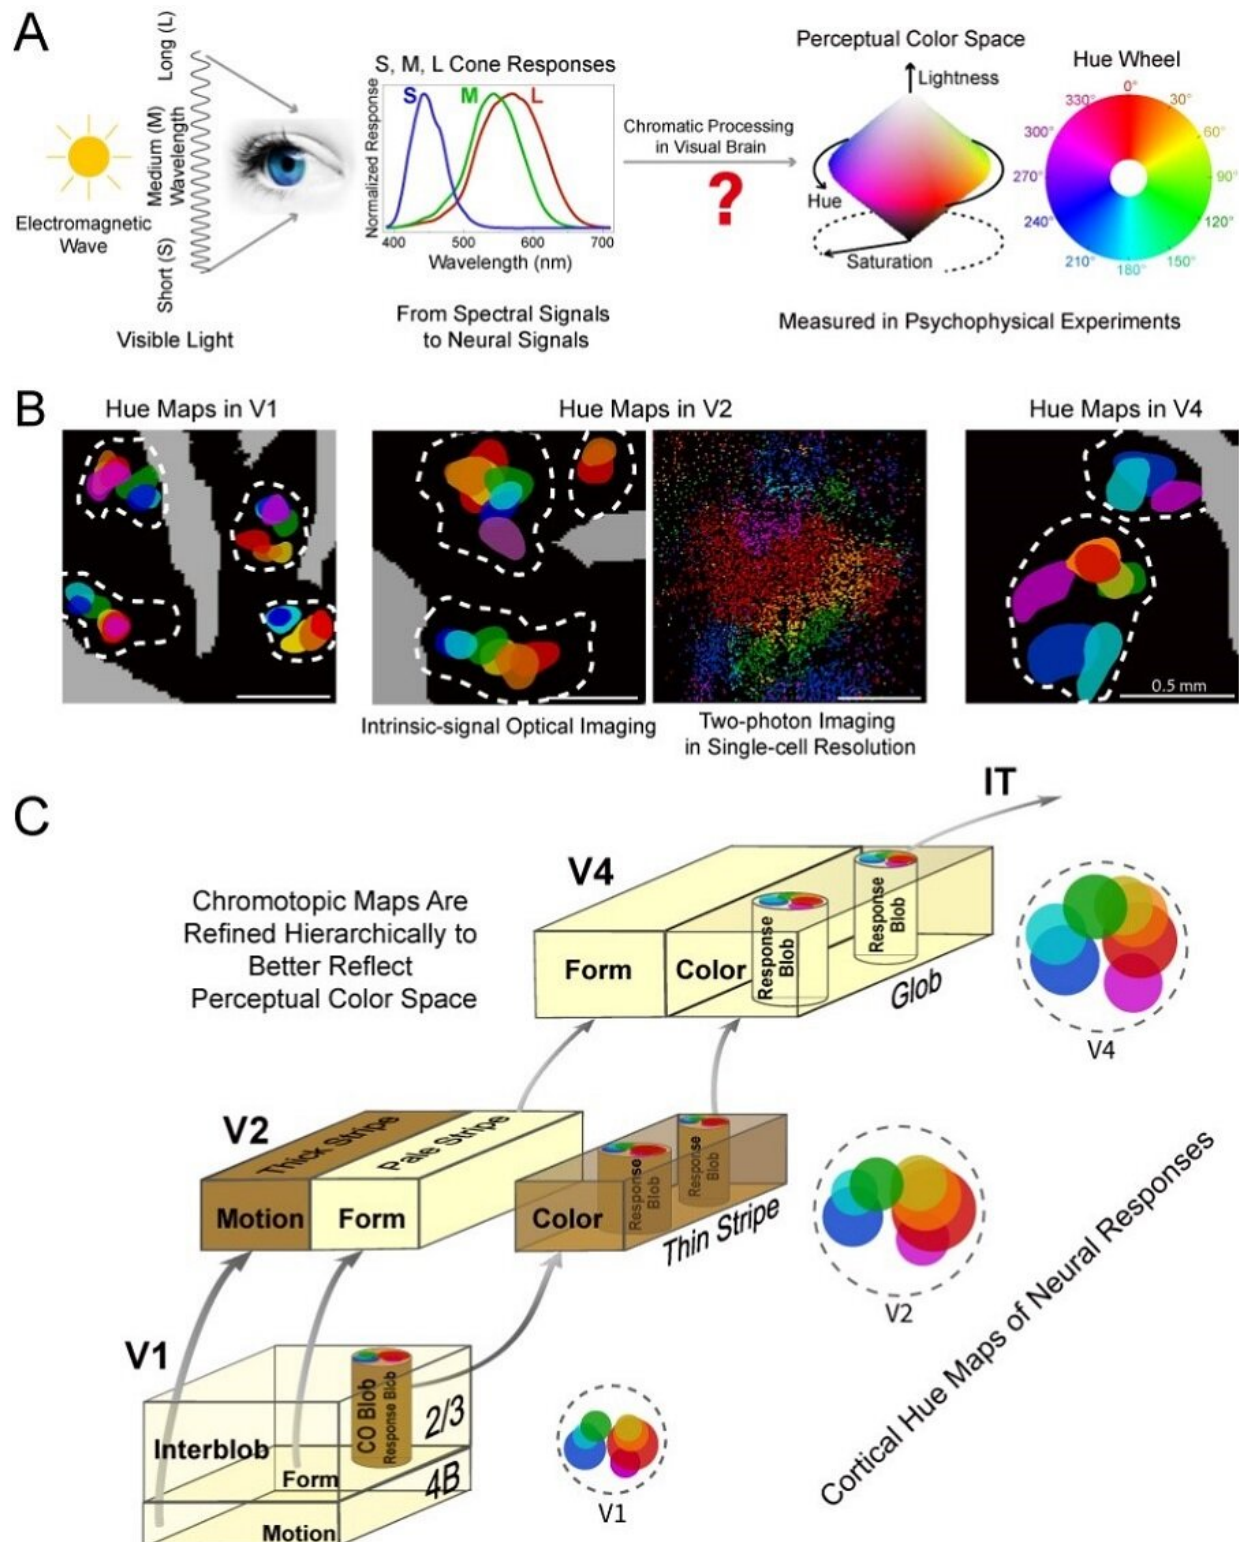 A
Electromagnetic
Wave
Short (S)
Medium (M)
Wavelength
Long (L)
Visible Light
S, M, L Cone Responses
S
M
L
Normalized Response
400
500
600
700
Wavelength (nm)
From Spectral Signals
to Neural Signals
Chromatic Processing
in Visual Brain
?
Perceptual Color Space
Lightness
Hue
Saturation
Hue Wheel
0°
30°
60°
90°
120°
150°
180°
210°
240°
270°
300°
330°
Measured in Psychophysical Experiments
B
Hue Maps in V1
Hue Maps in V2
Hue Maps in V4
0.5 mm
Intrinsic-signal Optical Imaging
Two-photon Imaging
in Single-cell Resolution
C
Chromotopic Maps Are
Refined Hierarchically to
Better Reflect
Perceptual Color Space
IT
V4
Form
Color
Response
Blob
Response
Blob
Glob
V4
V2
Thick Stripe
Pale Stripe
Motion
Form
Color
Response
Blob
Response
Blob
Thin Stripe
V2
V1
Interblob
CO Blob
Response Blob
2/3
Form
4B
Motion
V1
Cortical Hue Maps of Neural Responses